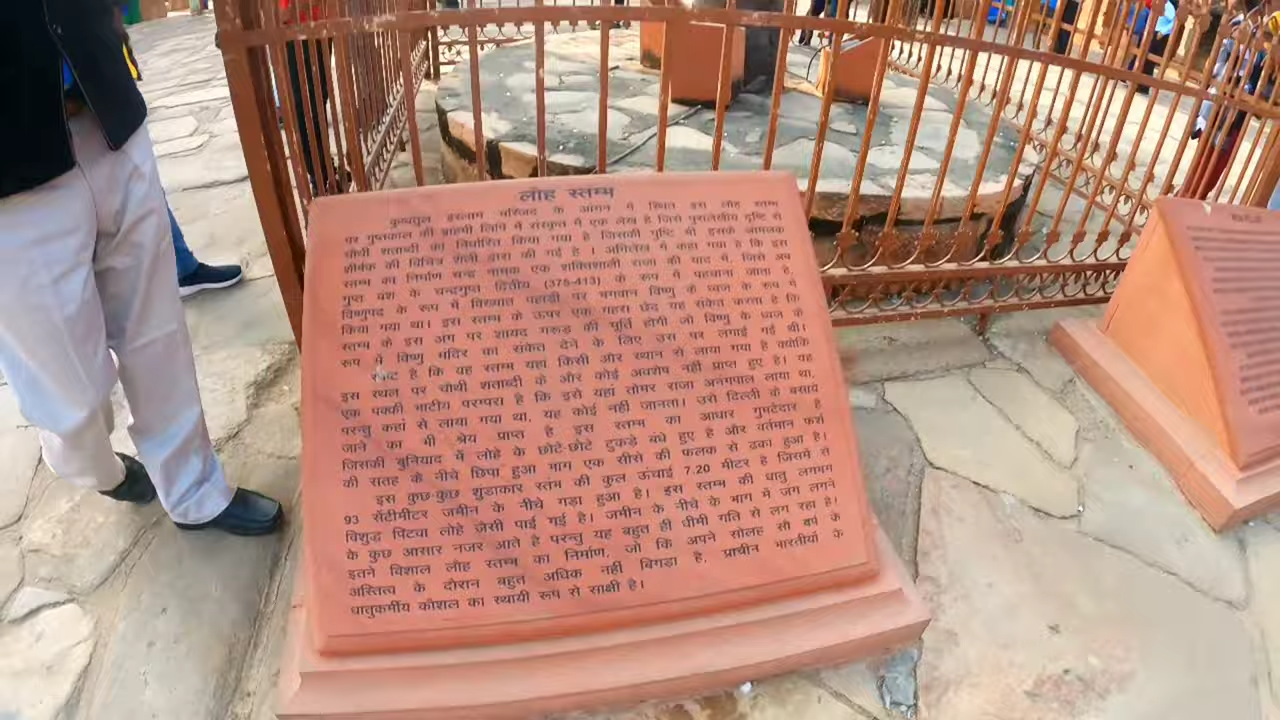 लौह स्तम्भ
कुव्वतुल इस्लाम मस्जिद के आंगन में स्थित इस लौह स्तम्भ
पर गुप्तकाल की ब्राह्मी लिपि में संस्कृत में एक लेख है जिसे पुरालेखीय दृष्टि से
चौथी शताब्दी का निर्धारित किया गया है जिसकी पुष्टि भी इसके आमलक
शीर्षक की विचित्र शैली द्वारा की गई है । अभिलेख में कहा गया है कि इस
स्तम्भ का निर्माण चन्द्र नामक एक शक्तिशाली राजा की याद में, जिसे अब
गुप्त वंश के चन्द्रगुप्त द्वितीय (375-413) के रूप में पहचाना जाता है,
विष्णुपद के रूप में विख्यात पहाड़ी पर भगवान विष्णु के ध्वज के रूप में
किया गया था। इस स्तम्भ के ऊपर एक गहरा छेद यह संकेत करता है कि
स्तम्भ के इस अंग पर शायद गरूड़ की मूर्ति होगी जो विष्णु के ध्वज के
रूप में विष्णु मंदिर का संकेत देने के लिए उस पर लगाई गई थी।
स्पष्ट है कि यह स्तम्भ यहां किसी और स्थान से लाया गया है क्योंकि
इस स्थल पर चौथी शताब्दी के और कोई अवशेष नहीं प्राप्त हुए है। यह
एक पक्की भाटीय परम्परा है कि इसे यहां तोमर राजा अनंगपाल लाया था,
परन्तु कहां से लाया गया था, यह कोई नहीं जानता। उसे दिल्ली के बसाये
जाने का भी श्रेय प्राप्त है इस स्तम्भ का आधार गुमटेदार है
जिसकी बुनियाद में लोहे के छोटे-छोटे टुकड़े बंधे हुए है और वर्तमान फर्श
की सतह के नीचे छिपा हुआ भाग एक सीसे की फलक से ढका हुआ है।
इस कुछ-कुछ शुंडाकार स्तंभ की कुल ऊंचाई 7.20 मीटर है जिसमें से
93 सेंटीमीटर जमीन के नीचे गड़ा हुआ है। इस स्तम्भ की धातु लगभग
विशुद्ध पिटवा लोहे जैसी पाई गई है। जमीन के नीचे के भाग में जंग लगने
के कुछ आसार नजर आते है परन्तु यह बहुत ही धीमी गति से लग रहा है।
इतने विशाल लौह स्तम्भ का निर्माण, जो कि अपने सोलह सौ वर्ष के
अस्तित्व के दौरान बहुत अधिक नहीं बिगड़ा है, प्राचीन भारतीयों के
धातुकर्मीय कौशल का स्थायी रूप से साक्षी है।